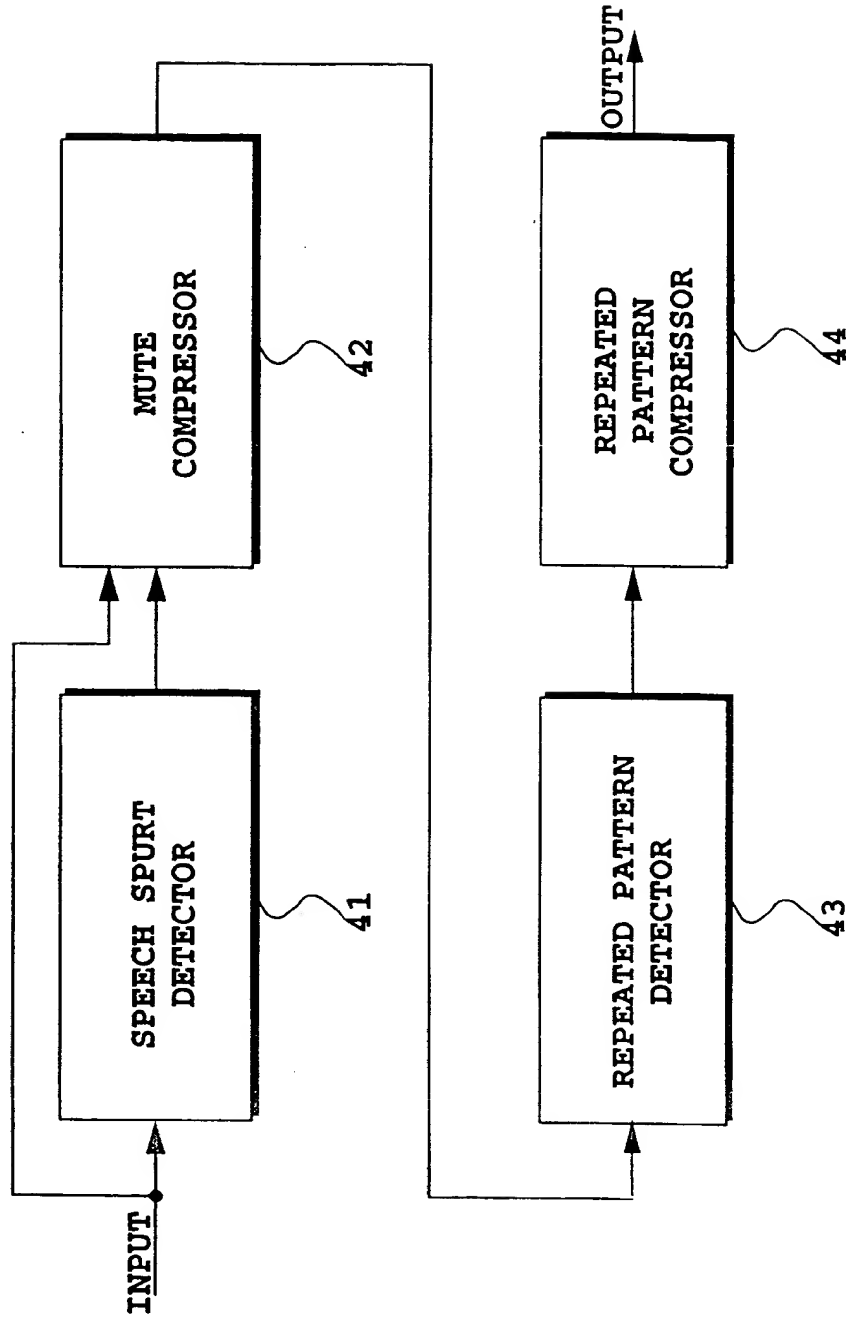 INPUT
SPEECH SPURT
DETECTOR
41
MUTE
COMPRESSOR
42
REPEATED PATTERN
DETECTOR
43
REPEATED
PATTERN
COMPRESSOR
44
OUTPUT